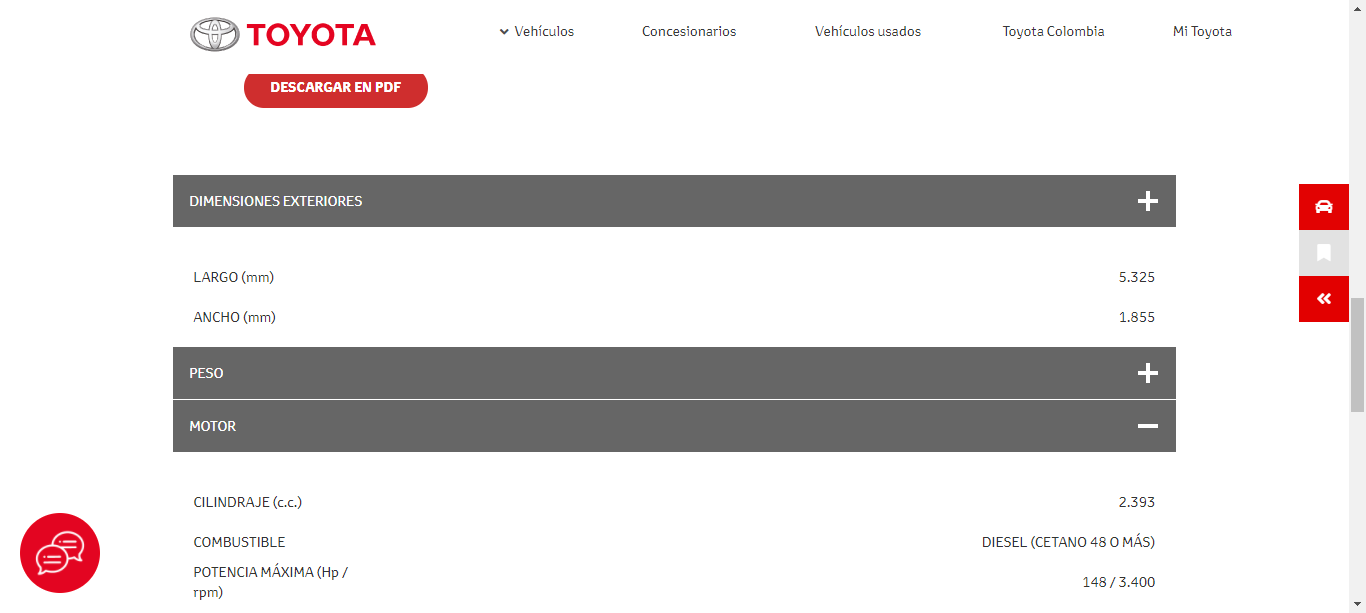 TOYOTA
Vehículos
Concesionarios
Vehículos usados
Toyota Colombia
Mi Toyota
DESCARGAR EN PDF
DIMENSIONES EXTERIORES
LARGO (mm) 5.325
ANCHO (mm) 1.855
PESO
MOTOR
CILINDRAJE (c.c.) 2.393
COMBUSTIBLE DIESEL (CETANO 48 O MÁS)
POTENCIA MÁXIMA (Hp /
rpm) 148 / 3.400